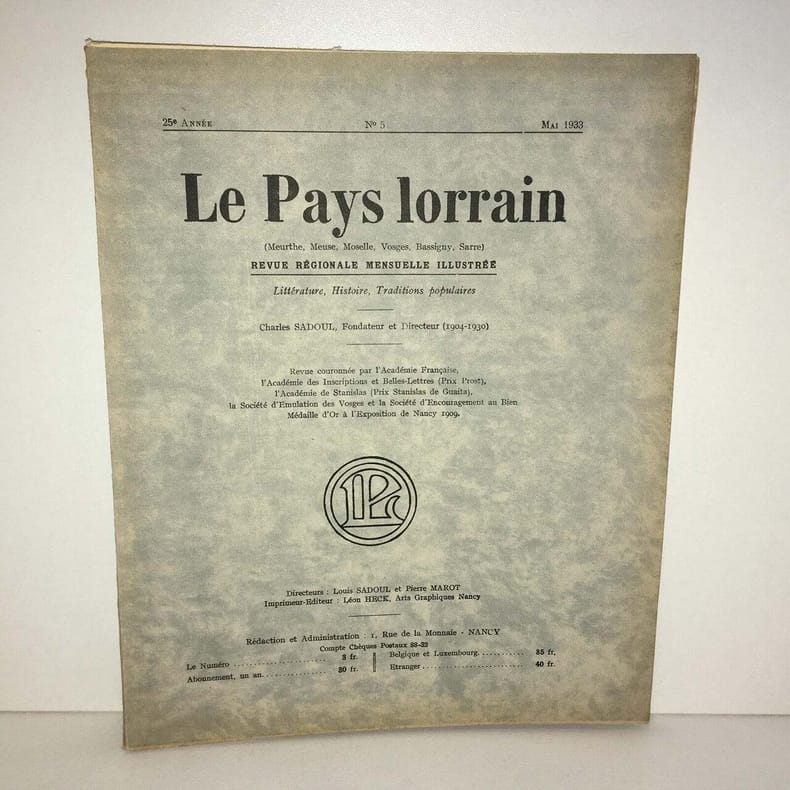 25e ANNÉE No 5 MAI 1933
Le Pays lorrain
(Meurthe, Meuse, Moselle, Vosges, Bassigny, Sarre)
REVUE RÉGIONALE MENSUELLE ILLUSTRÉE
Littérature, Histoire, Traditions populaires
Charles SADOUL, Fondateur et Directeur (1904-1930)
Revue couronnée par l'Académie Française,
l'Académie des Inscriptions et Belles-Lettres (Prix Prost),
l'Académie de Stanislas (Prix Stanislas de Guaita),
la Société d'Emulation des Vosges et la Société d'Encouragement au Bien
Médaille d'Or à l'Exposition de Nancy 1909.
LPL
Directeurs : Louis SADOUL et Pierre MAROT
Imprimeur-Editeur : Léon HECK, Arts Graphiques Nancy
Rédaction et Administration : 1, Rue de la Monnaie - NANCY
Compte Chèques Postaux 88-32
Le Numéro ..................... 3 fr. Belgique et Luxembourg. .......... 35 fr.
Abonnement, un an. .............. 30 fr. Etranger ....................... 40 fr.